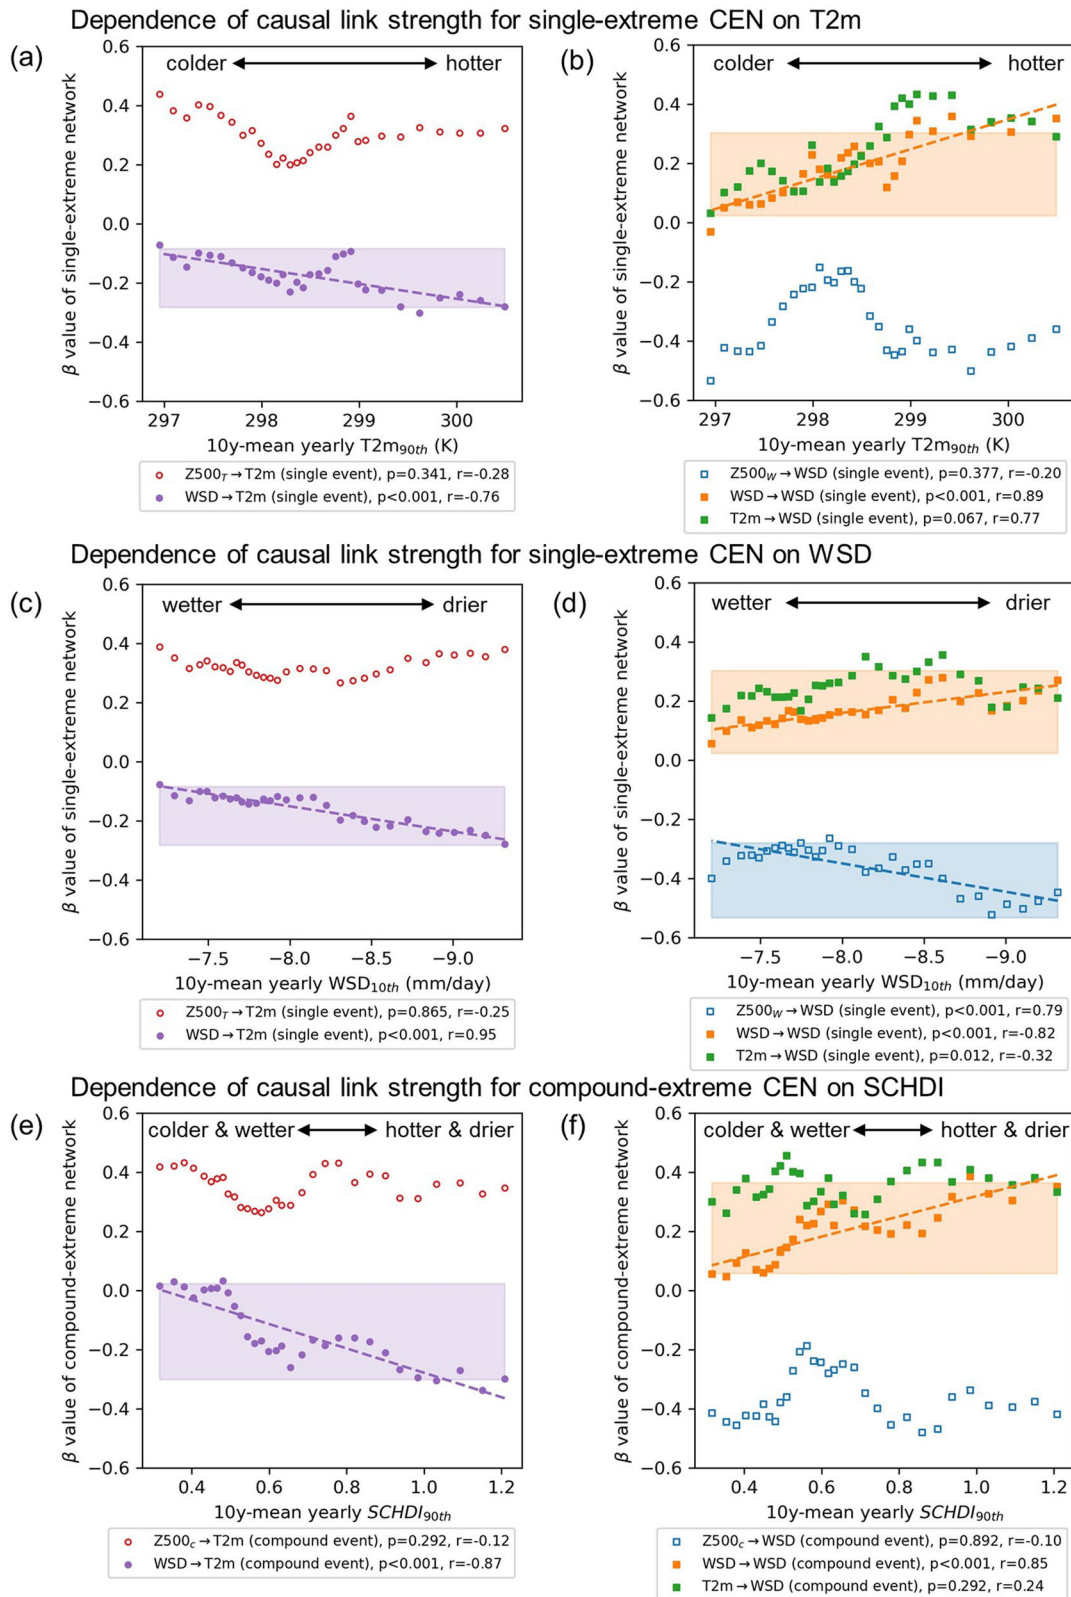 Dependence of causal link strength for single-extreme CEN on T2m
(a)
colder
hotter
0.6
0.4
0.2
0.0
−0.2
−0.4
−0.6
β value of single-extreme network
297
298
299
300
10y-mean yearly T2m90th (K)
Z500T→T2m (single event), p=0.341, r=-0.28
WSD→T2m (single event), p<0.001, r=-0.76
(b)
colder
hotter
0.6
0.4
0.2
0.0
−0.2
−0.4
−0.6
β value of single-extreme network
297
298
299
300
10y-mean yearly T2m90th (K)
Z500W→WSD (single event), p=0.377, r=-0.20
WSD→WSD (single event), p<0.001, r=0.89
T2m→WSD (single event), p=0.067, r=0.77
Dependence of causal link strength for single-extreme CEN on WSD
(c)
wetter
drier
0.6
0.4
0.2
0.0
−0.2
−0.4
−0.6
β value of single-extreme network
−7.5
−8.0
−8.5
−9.0
10y-mean yearly WSD10th (mm/day)
Z500T→T2m (single event), p=0.865, r=-0.25
WSD→T2m (single event), p<0.001, r=0.95
(d)
wetter
drier
0.6
0.4
0.2
0.0
−0.2
−0.4
−0.6
β value of single-extreme network
−7.5
−8.0
−8.5
−9.0
10y-mean yearly WSD10th (mm/day)
Z500W→WSD (single event), p<0.001, r=0.79
WSD→WSD (single event), p<0.001, r=-0.82
T2m→WSD (single event), p=0.012, r=-0.32
Dependence of causal link strength for compound-extreme CEN on SCHDI
(e)
colder & wetter
hotter & drier
0.6
0.4
0.2
0.0
−0.2
−0.4
−0.6
β value of compound-extreme network
0.4
0.6
0.8
1.0
1.2
10y-mean yearly SCHDI90th
Z500c→T2m (compound event), p=0.292, r=-0.12
WSD→T2m (compound event), p<0.001, r=-0.87
(f)
colder & wetter
hotter & drier
0.6
0.4
0.2
0.0
−0.2
−0.4
−0.6
β value of compound-extreme network
0.4
0.6
0.8
1.0
1.2
10y-mean yearly SCHDI90th
Z500c→WSD (compound event), p=0.892, r=-0.10
WSD→WSD (compound event), p<0.001, r=0.85
T2m→WSD (compound event), p=0.292, r=0.24